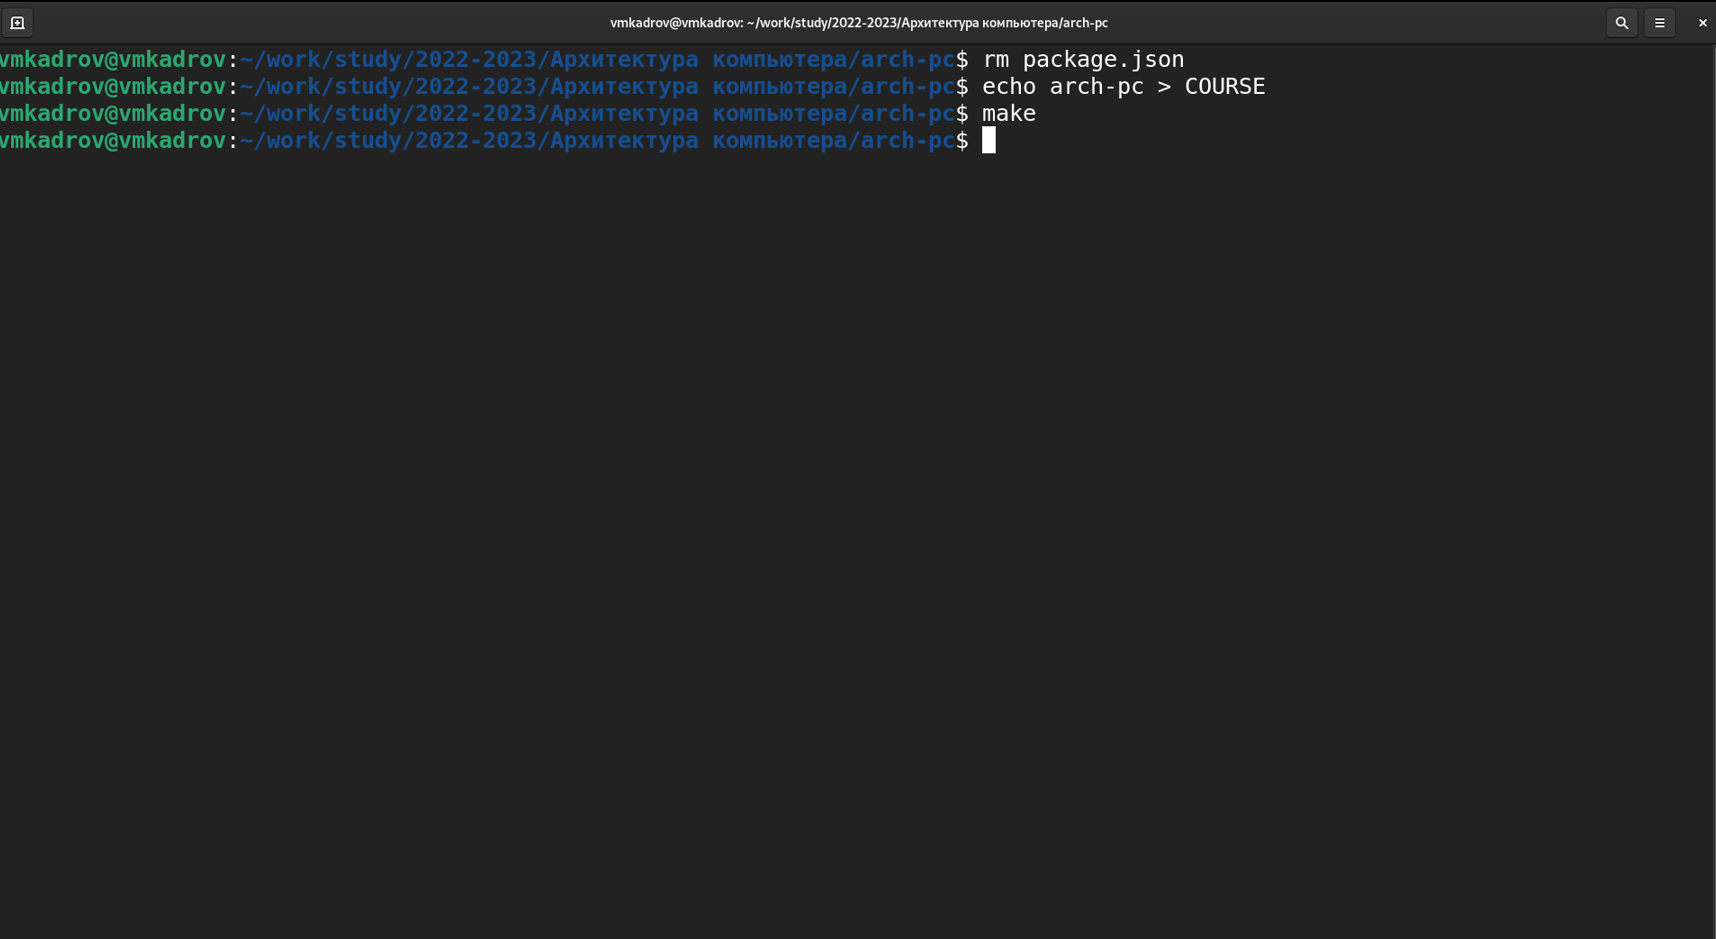 vmkadrov@vmkadrov: ~/work/study/2022-2023/Архитектура компьютера/arch-pc
vmkadrov@vmkadrov:~/work/study/2022-2023/Архитектура компьютера/arch-pc$ rm package.json
vmkadrov@vmkadrov:~/work/study/2022-2023/Архитектура компьютера/arch-pc$ echo arch-pc > COURSE
vmkadrov@vmkadrov:~/work/study/2022-2023/Архитектура компьютера/arch-pc$ make
vmkadrov@vmkadrov:~/work/study/2022-2023/Архитектура компьютера/arch-pc$